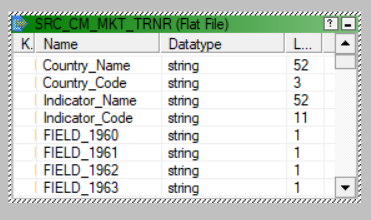 SRC_CM_MKT_TRNR (Flat File)
K. Name Datatype L...
Country_Name string 52
Country_Code string 3
Indicator_Name string 52
Indicator_Code string 11
FIELD_1960 string 1
FIELD_1961 string 1
FIELD_1962 string 1
FIELD_1963 string 1